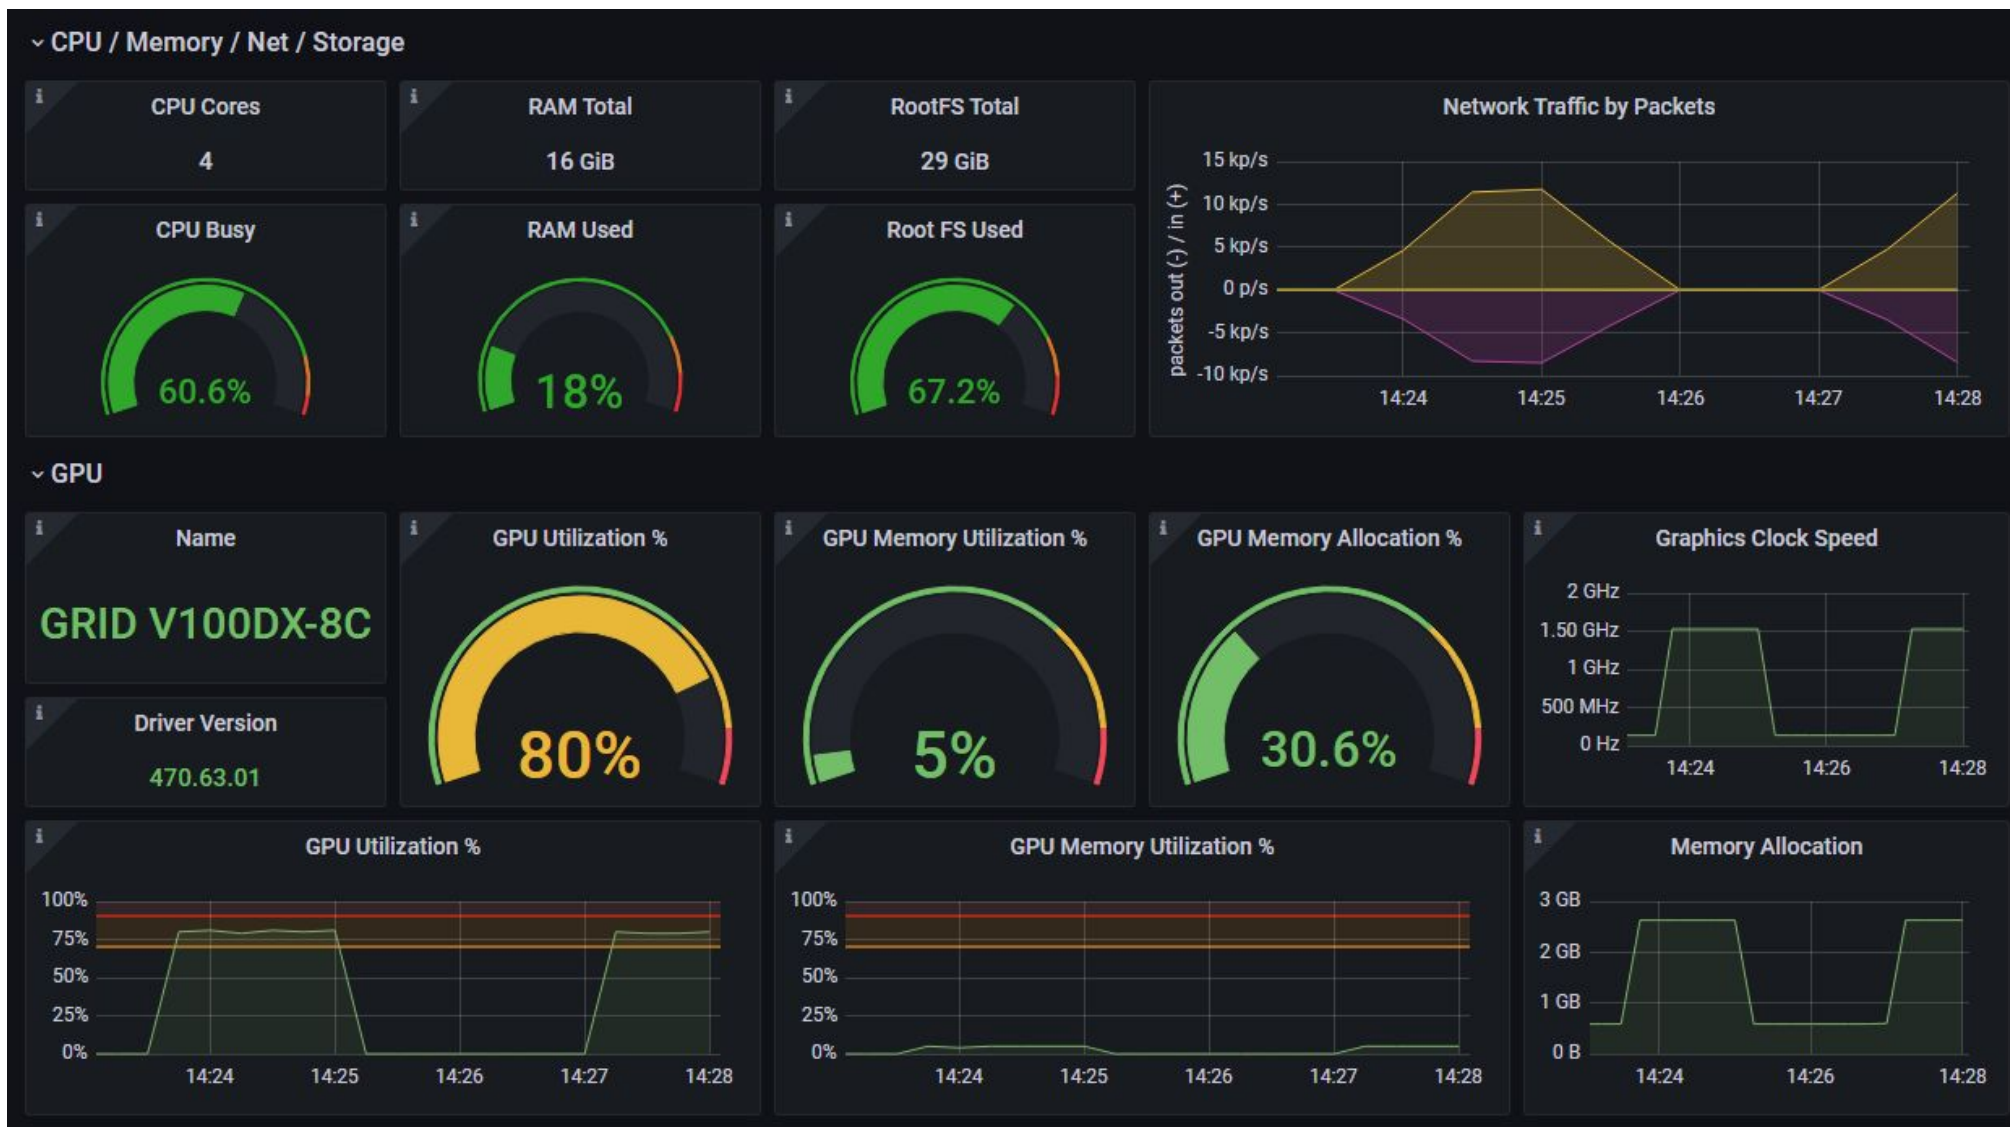 CPU / Memory / Net / Storage
CPU Cores
4
RAM Total
16 GiB
RootFS Total
29 GiB
CPU Busy
60.6%
RAM Used
18%
Root FS Used
67.2%
Network Traffic by Packets
packets out (-) / in (+)
15 kp/s
10 kp/s
5 kp/s
0 p/s
-5 kp/s
-10 kp/s
14:24 14:25 14:26 14:27 14:28
GPU
Name
GRID V100DX-8C
Driver Version
470.63.01
GPU Utilization %
80%
GPU Memory Utilization %
5%
GPU Memory Allocation %
30.6%
Graphics Clock Speed
2 GHz
1.50 GHz
1 GHz
500 MHz
0 Hz
14:24 14:26 14:28
GPU Utilization %
100%
75%
50%
25%
0%
14:24 14:25 14:26 14:27 14:28
GPU Memory Utilization %
100%
75%
50%
25%
0%
14:24 14:25 14:26 14:27 14:28
Memory Allocation
3 GB
2 GB
1 GB
0 B
14:24 14:26 14:28